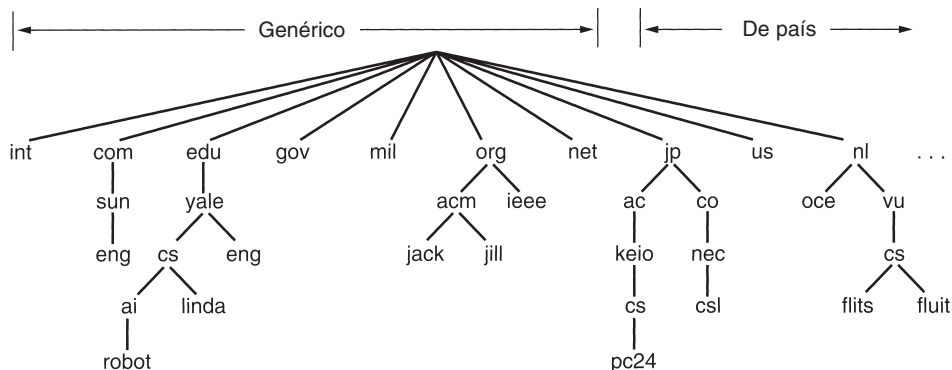 Genérico De país
int com edu gov mil org net jp us nl . . .
sun yale acm ieee ac co oce vu
eng cs eng jack jill keio nec cs
ai linda cs csl flits fluit
robot pc24